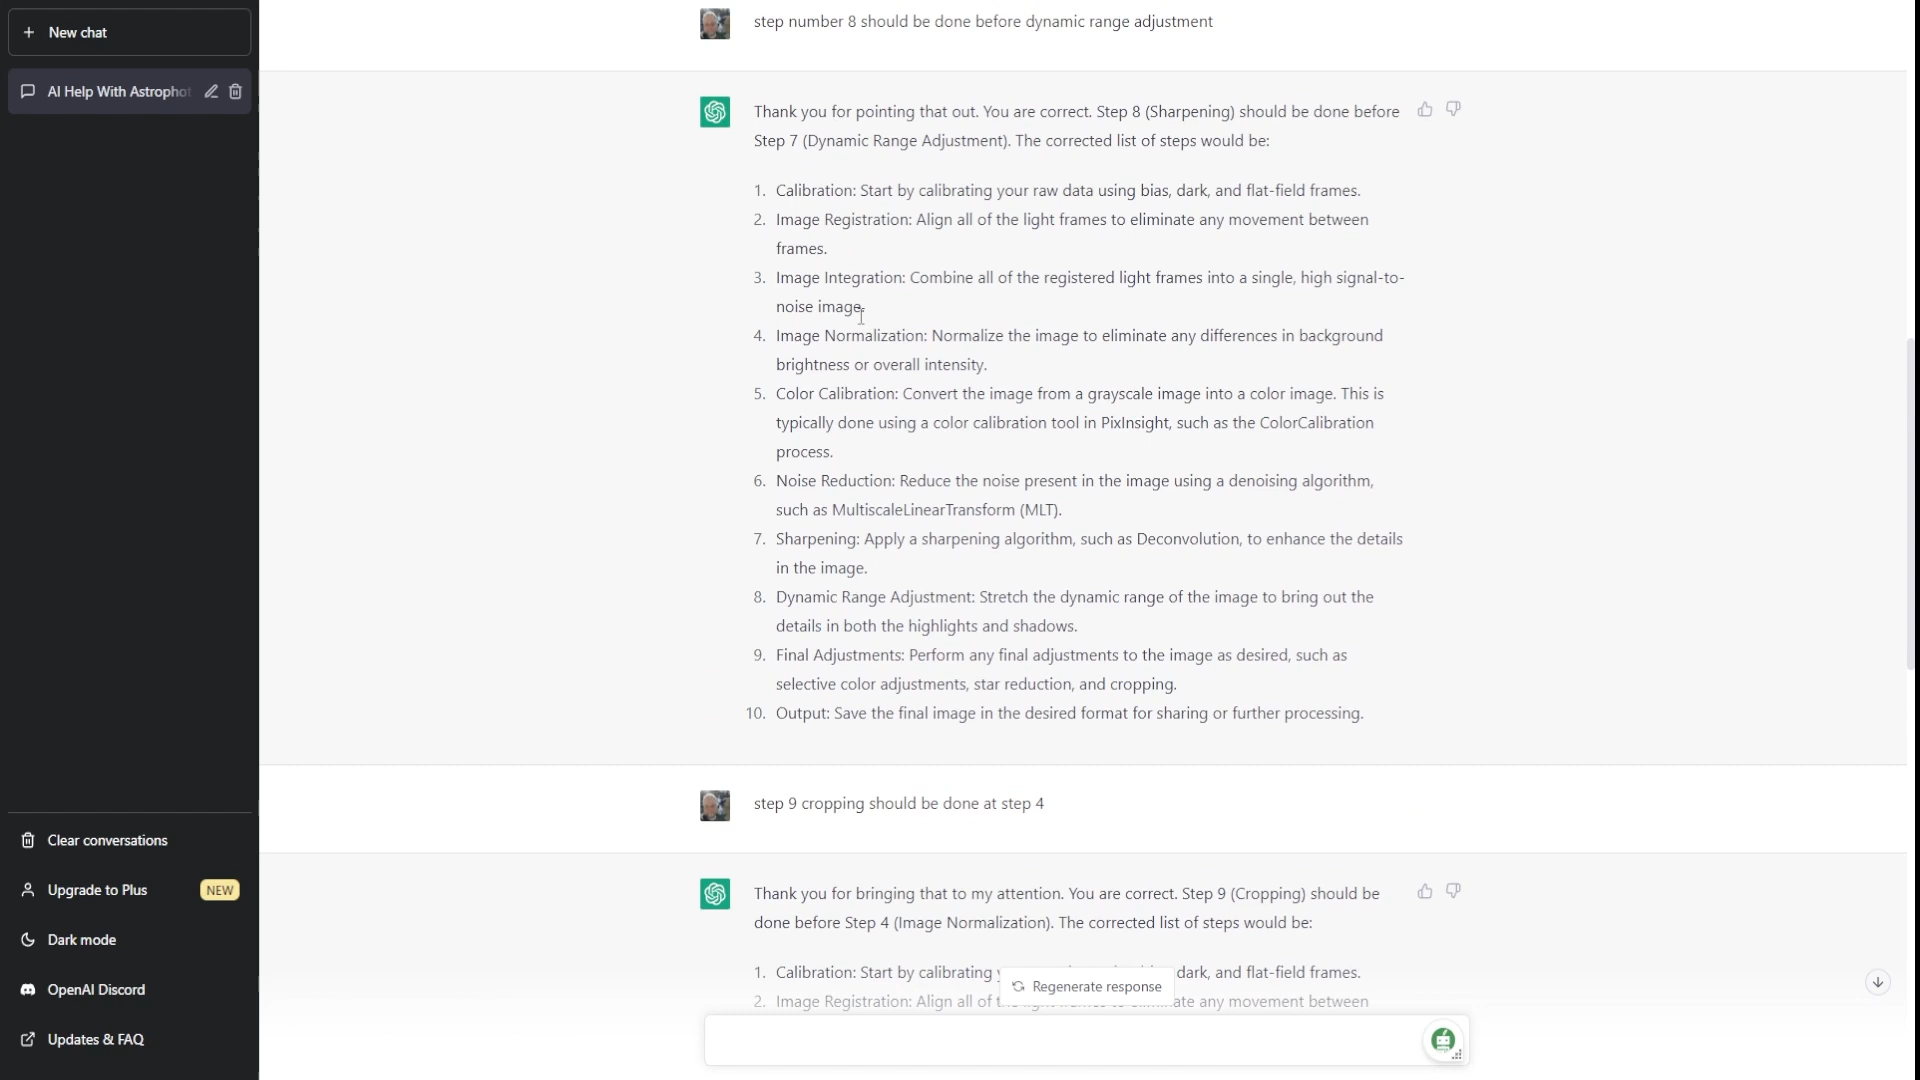 New chat
AI Help With Astrophot
Clear conversations
Upgrade to Plus NEW
Dark mode
OpenAI Discord
Updates & FAQ
step number 8 should be done before dynamic range adjustment
Thank you for pointing that out. You are correct. Step 8 (Sharpening) should be done before
Step 7 (Dynamic Range Adjustment). The corrected list of steps would be:
1. Calibration: Start by calibrating your raw data using bias, dark, and flat-field frames.
2. Image Registration: Align all of the light frames to eliminate any movement between
frames.
3. Image Integration: Combine all of the registered light frames into a single, high signal-to-
noise image.
4. Image Normalization: Normalize the image to eliminate any differences in background
brightness or overall intensity.
5. Color Calibration: Convert the image from a grayscale image into a color image. This is
typically done using a color calibration tool in PixInsight, such as the ColorCalibration
process.
6. Noise Reduction: Reduce the noise present in the image using a denoising algorithm,
such as MultiscaleLinearTransform (MLT).
7. Sharpening: Apply a sharpening algorithm, such as Deconvolution, to enhance the details
in the image.
8. Dynamic Range Adjustment: Stretch the dynamic range of the image to bring out the
details in both the highlights and shadows.
9. Final Adjustments: Perform any final adjustments to the image as desired, such as
selective color adjustments, star reduction, and cropping.
10. Output: Save the final image in the desired format for sharing or further processing.
step 9 cropping should be done at step 4
Thank you for bringing that to my attention. You are correct. Step 9 (Cropping) should be
done before Step 4 (Image Normalization). The corrected list of steps would be:
1. Calibration: Start by calibrating dark, and flat-field frames.
Regenerate response
2. Image Registration: Align all of any movement between